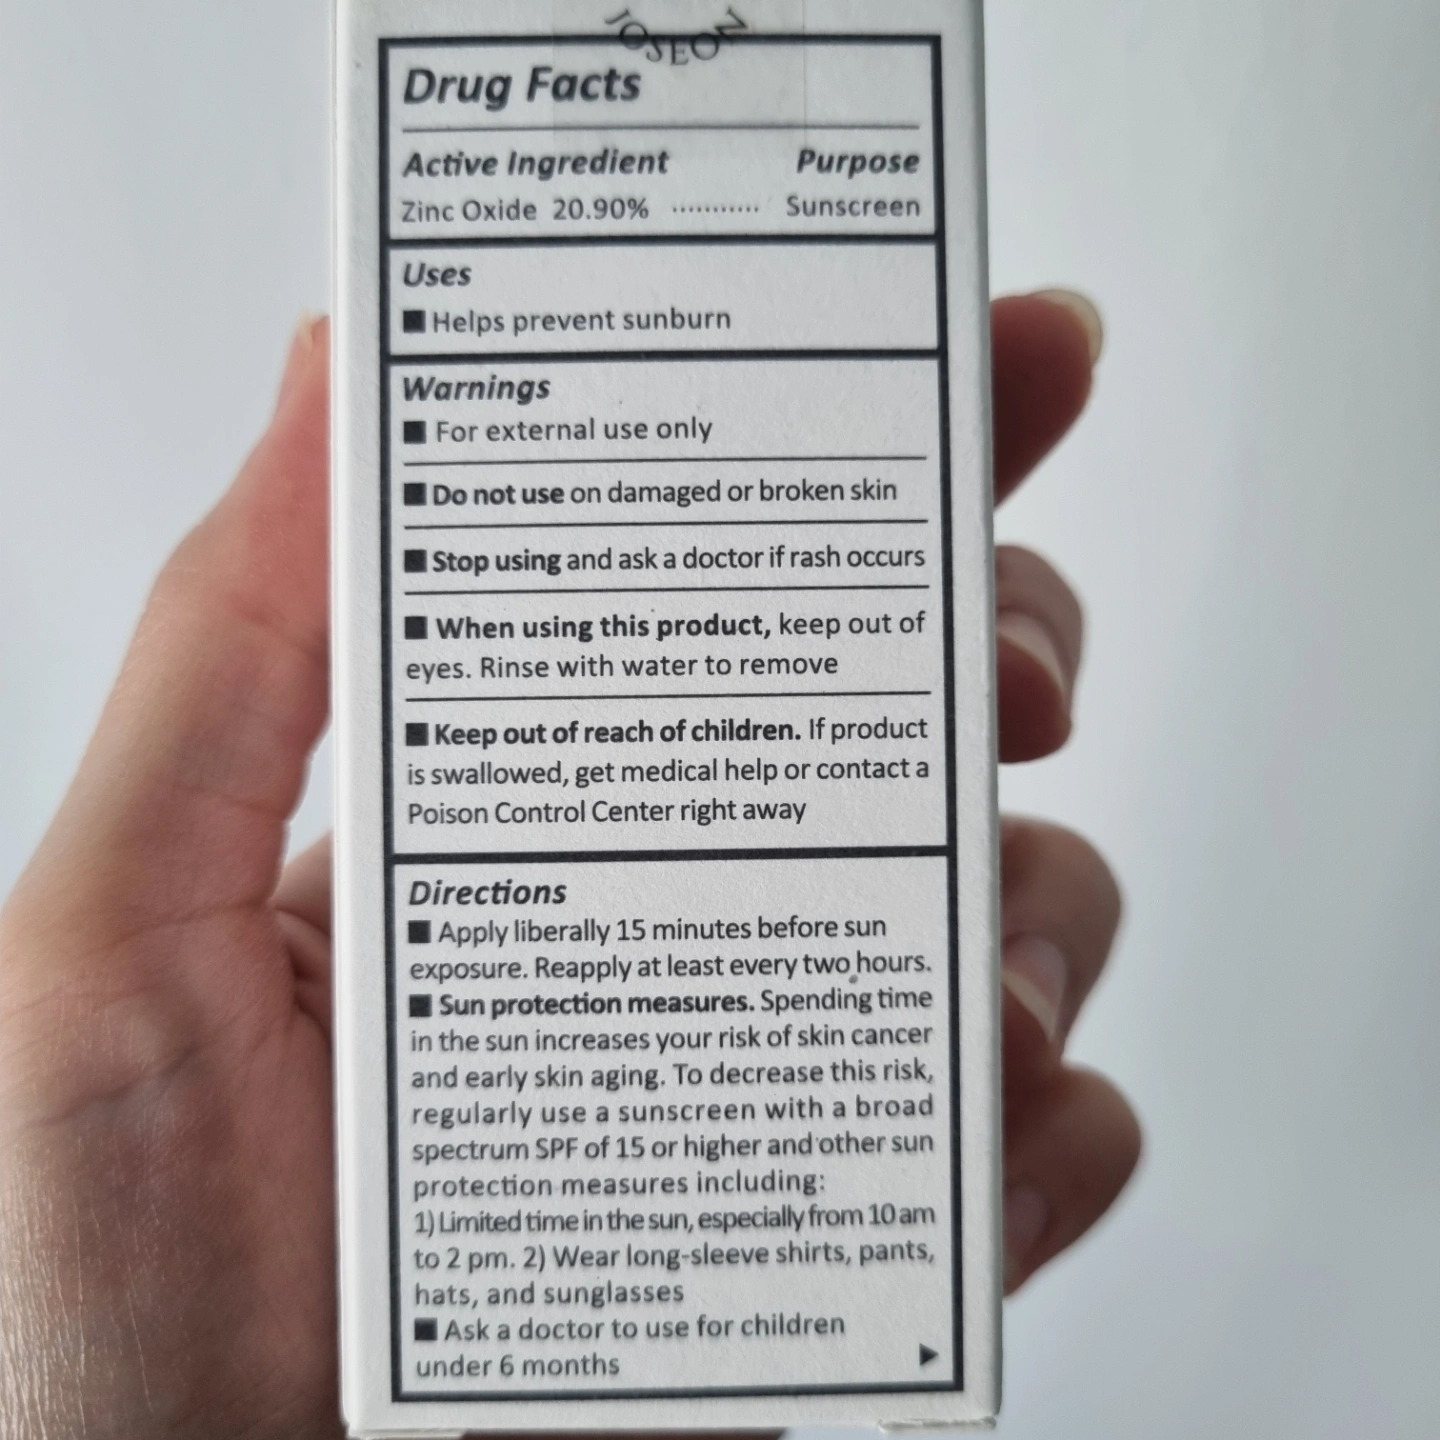 JOSEON
Drug Facts
Active Ingredient Purpose
Zinc Oxide 20.90% ........... Sunscreen
Uses
■ Helps prevent sunburn
Warnings
■ For external use only
■ Do not use on damaged or broken skin
■ Stop using and ask a doctor if rash occurs
■ When using this product, keep out of
eyes. Rinse with water to remove
■ Keep out of reach of children. If product
is swallowed, get medical help or contact a
Poison Control Center right away
Directions
■ Apply liberally 15 minutes before sun
exposure. Reapply at least every two hours.
■ Sun protection measures. Spending time
in the sun increases your risk of skin cancer
and early skin aging. To decrease this risk,
regularly use a sunscreen with a broad
spectrum SPF of 15 or higher and other sun
protection measures including:
1) Limited time in the sun, especially from 10 am
to 2 pm. 2) Wear long-sleeve shirts, pants,
hats, and sunglasses
■ Ask a doctor to use for children
under 6 months